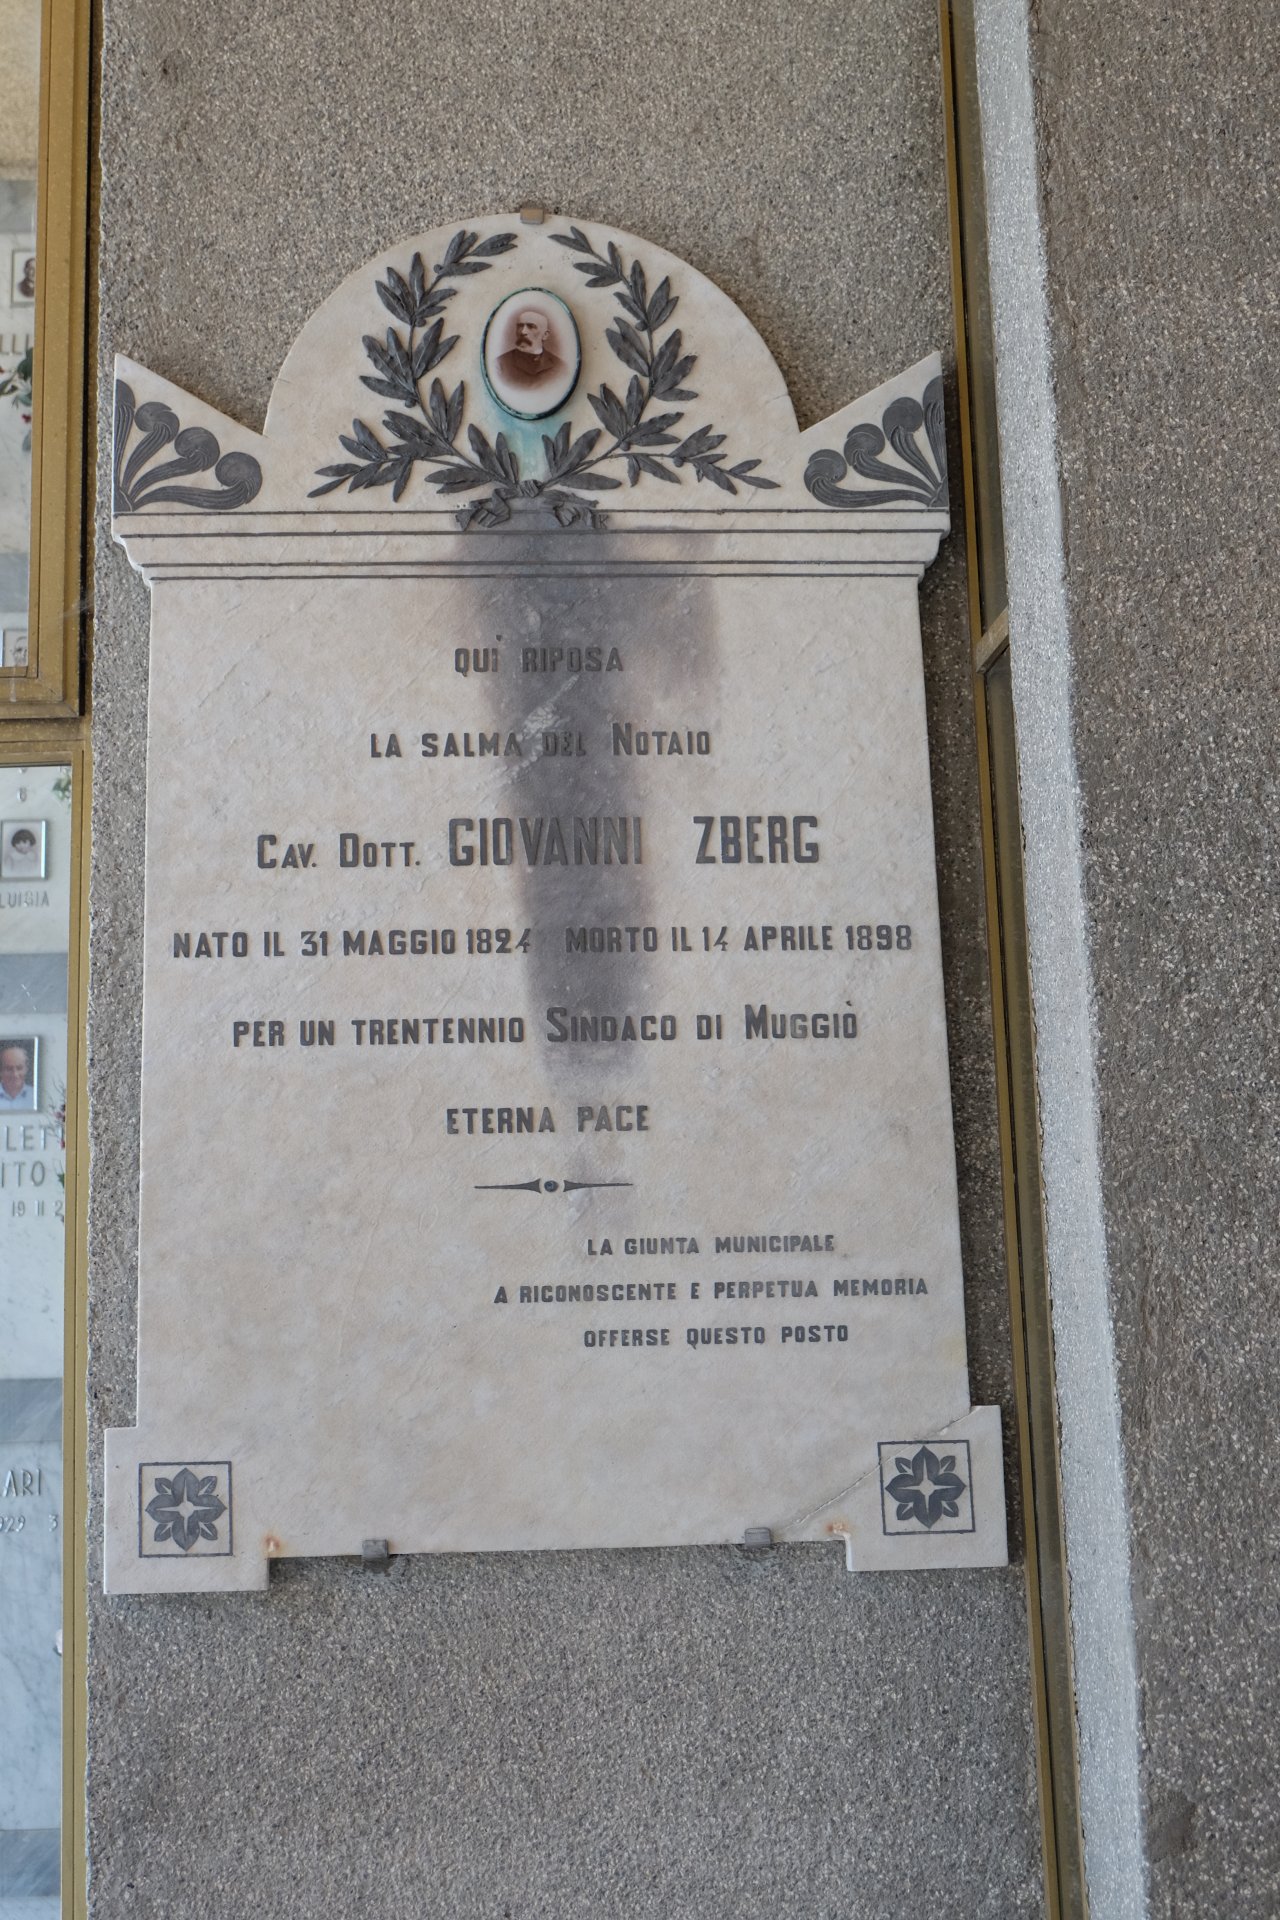 QUI RIPOSA
LA SALMA DEL NOTAIO
CAV. DOTT. GIOVANNI ZBERG
NATO IL 31 MAGGIO 1824 MORTO IL 14 APRILE 1898
PER UN TRENTENNIO SINDACO DI MUGGIÒ
ETERNA PACE
LA GIUNTA MUNICIPALE
A RICONOSCENTE E PERPETUA MEMORIA
OFFERSE QUESTO POSTO
LUIGIA